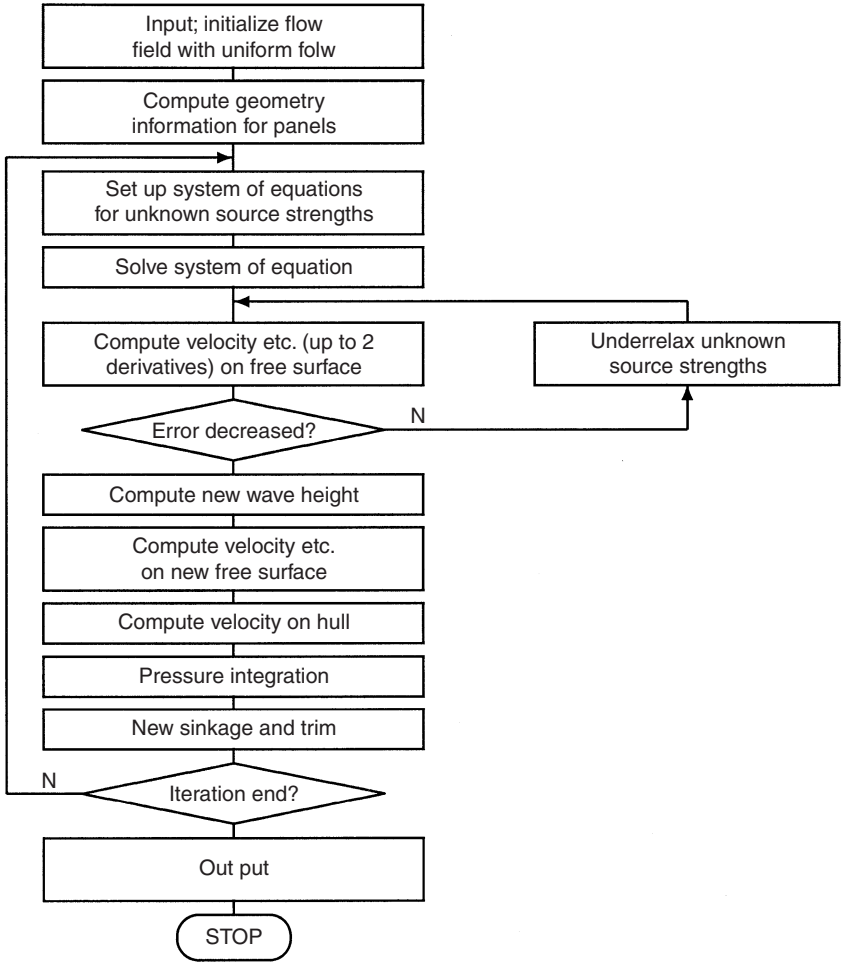 Input; initialize flow
field with uniform folw
Compute geometry
information for panels
Set up system of equations
for unknown source strengths
Solve system of equation
Compute velocity etc. (up to 2
derivatives) on free surface
Underrelax unknown
source strengths
Error decreased?
N
Compute new wave height
Compute velocity etc.
on new free surface
Compute velocity on hull
Pressure integration
New sinkage and trim
N
Iteration end?
Out put
STOP